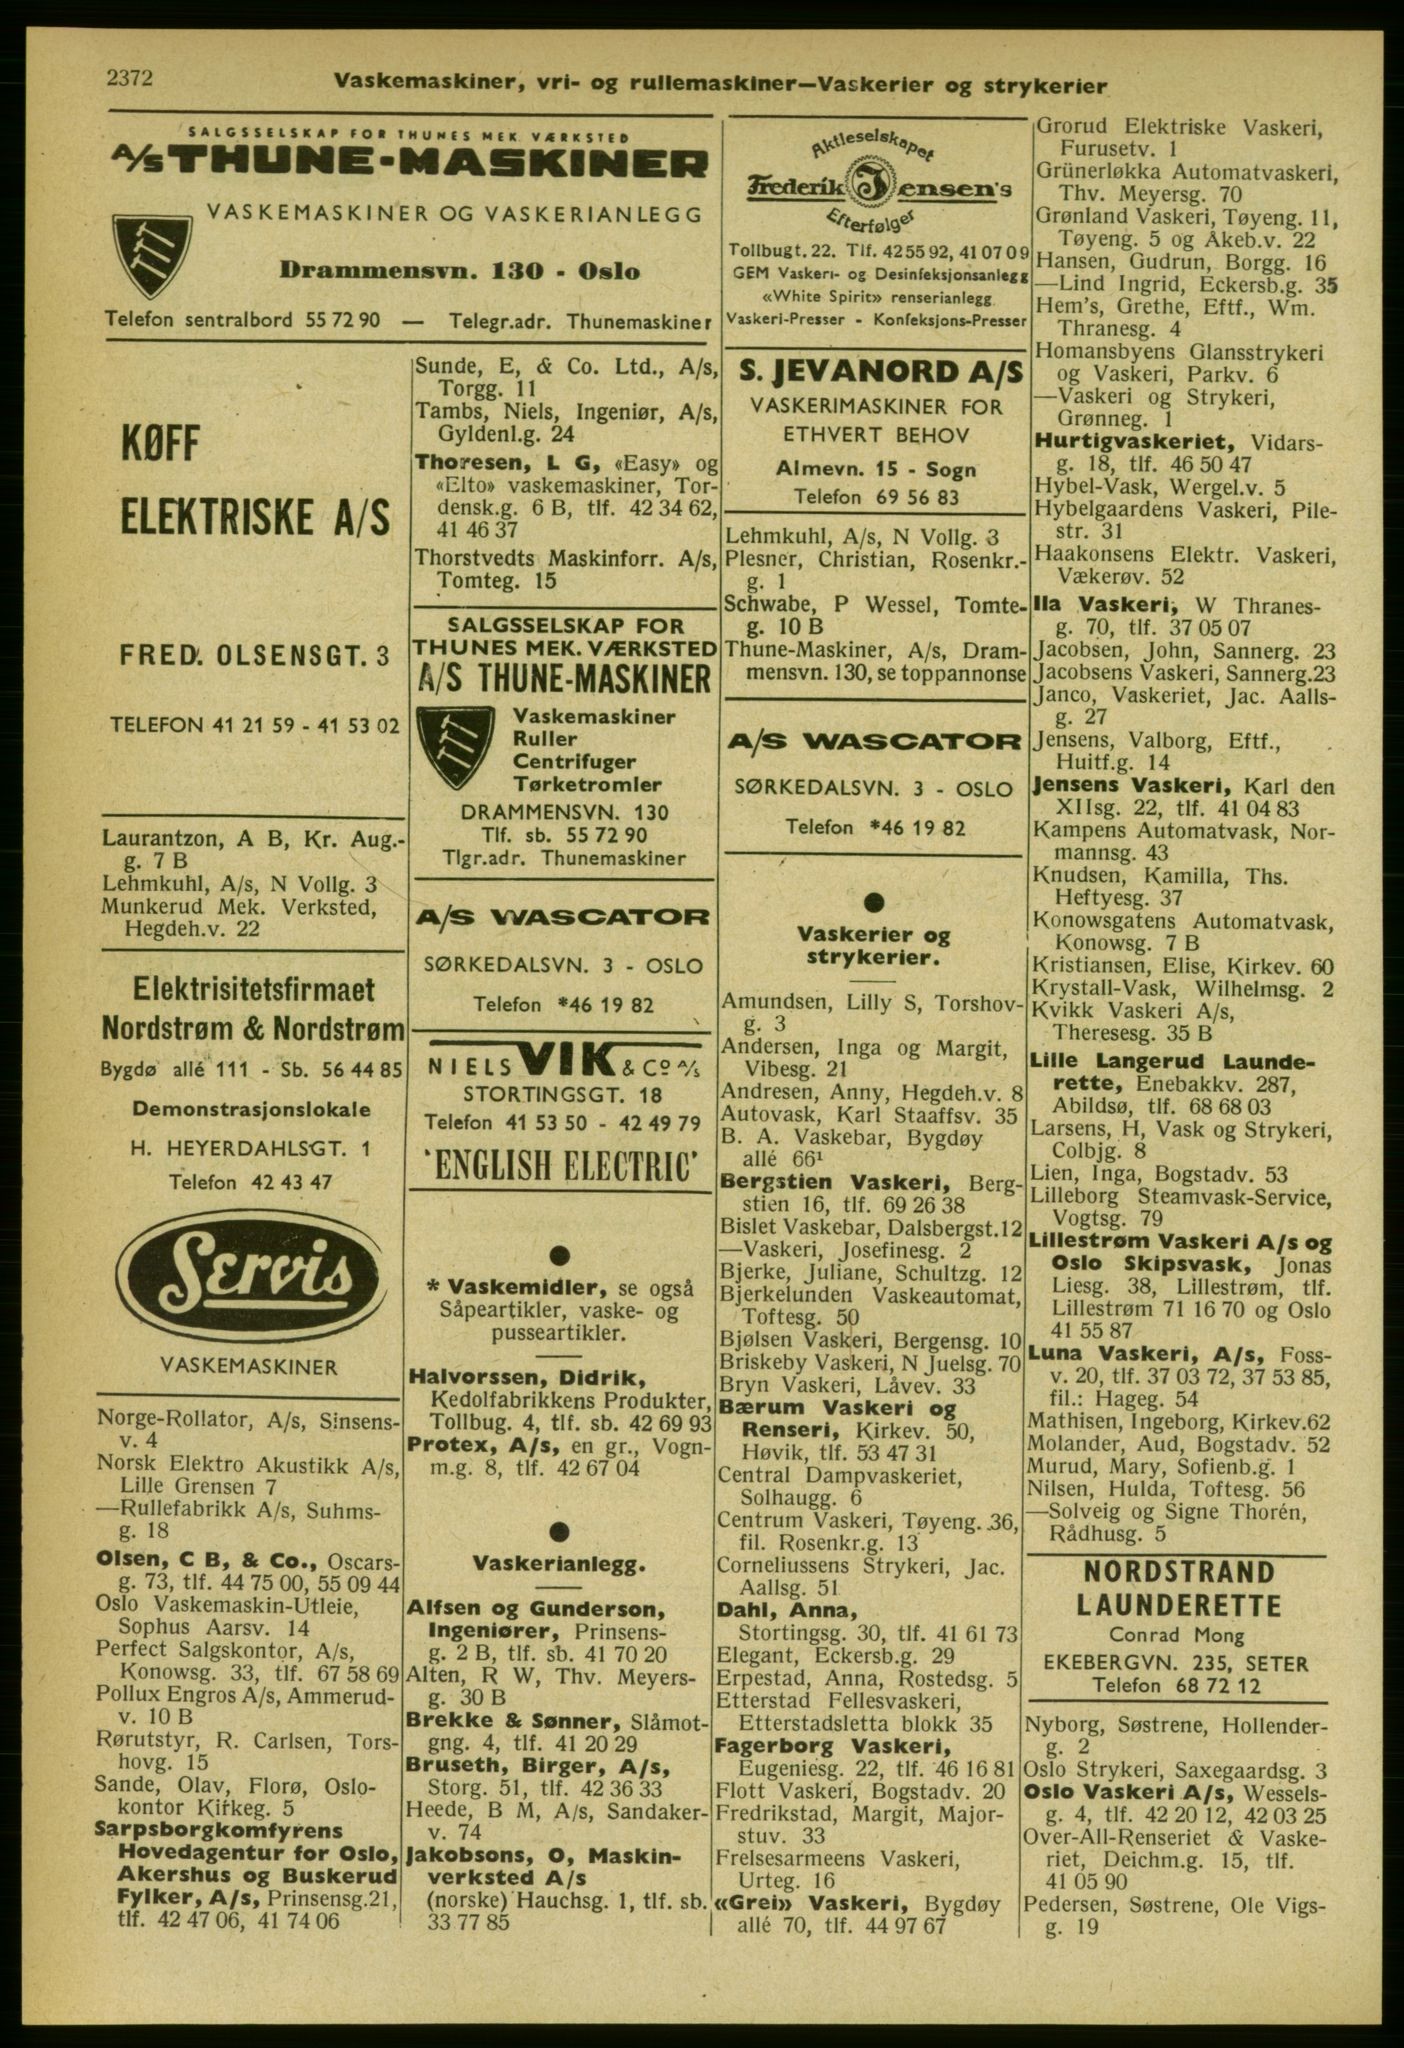 2372
Vaskemaskiner, vri- og rullemaskiner—Vaskerier og strykerier
SALGSSELSKAP FOR THUNES MEK. VÆRKSTED
A/S THUNE-MASKINER
VASKEMASKINER OG VASKERIANLEGG
Drammensvn. 130 - Oslo
Telefon sentralbord 55 72 90 — Telegr.adr. Thunemaskiner
KØFF
ELEKTRISKE A/S
FRED. OLSENSGT. 3
TELEFON 41 21 59 - 41 53 02
Laurantzon, A B, Kr. Aug.-
g. 7 B
Lehmkuhl, A/s, N Vollg. 3
Munkerud Mek. Verksted,
Hegdeh.v. 22
Elektrisitetsfirmaet
Nordstrøm & Nordstrøm
Bygdø allé 111 - Sb. 56 44 85
Demonstrasjonslokale
H. HEYERDAHLSGT. 1
Telefon 42 43 47
Servis
VASKEMASKINER
Norge-Rollator, A/s, Sinsens-
v. 4
Norsk Elektro Akustikk A/s,
Lille Grensen 7
—Rullefabrikk A/s, Suhms-
g. 18
Olsen, C B, & Co., Oscars-
g. 73, tlf. 44 75 00, 55 09 44
Oslo Vaskemaskin-Utleie,
Sophus Aarsv. 14
Perfect Salgskontor, A/s,
Konowsg. 33, tlf. 67 58 69
Pollux Engros A/s, Ammerud-
v. 10 B
Rørutstyr, R. Carlsen, Tors-
hovg. 15
Sande, Olav, Florø, Oslo-
kontor Kirkeg. 5
Sarpsborgkomfyrens
Hovedagentur for Oslo,
Akershus og Buskerud
Fylker, A/s, Prinsensg.21,
tlf. 42 47 06, 41 74 06
Sunde, E, & Co. Ltd., A/s,
Torgg. 11
Tambs, Niels, Ingeniør, A/s,
Gyldenl.g. 24
Thoresen, L G, «Easy» og
«Elto» vaskemaskiner, Tor-
densk.g. 6 B, tlf. 42 34 62,
41 46 37
Thorstvedts Maskinforr. A/s,
Tomteg. 15
SALGSSELSKAP FOR
THUNES MEK. VÆRKSTED
A/S THUNE-MASKINER
Vaskemaskiner
Ruller
Centrifuger
Tørketromler
DRAMMENSVN. 130
Tlf. sb. 55 72 90
Tlgr.adr. Thunemaskiner
A/S WASCATOR
SØRKEDALSVN. 3 - OSLO
Telefon *46 19 82
NIELS VIK & Co A/S
STORTINGSGT. 18
Telefon 41 53 50 - 42 49 79
'ENGLISH ELECTRIC'
●
* Vaskemidler, se også
Såpeartikler, vaske- og
pusseartikler.
Halvorssen, Didrik,
Kedolfabrikkens Produkter,
Tollbug. 4, tlf. sb. 42 69 93
Protex, A/s, en gr., Vogn-
m.g. 8, tlf. 42 67 04
●
Vaskerianlegg.
Alfsen og Gunderson,
Ingeniører, Prinsens-
g. 2 B, tlf. sb. 41 70 20
Alten, R W, Thv. Meyers-
g. 30 B
Brekke & Sønner, Slåmot-
gng. 4, tlf. 41 20 29
Bruseth, Birger, A/s,
Storg. 51, tlf. 42 36 33
Heede, B M, A/s, Sandaker-
v. 74
Jakobsons, O, Maskin-
verksted A/s
(norske) Hauchsg. 1, tlf. sb.
33 77 85
Aktieselskapet
Frederik Jensen's
Efterfølger
Tollbugt. 22. Tlf. 42 55 92, 41 07 09
GEM Vaskeri- og Desinfeksjonsanlegg
«White Spirit» renserianlegg
Vaskeri-Presser - Konfeksjons-Presser
S. JEVANORD A/S
VASKERIMASKINER FOR
ETHVERT BEHOV
Almevn. 15 - Sogn
Telefon 69 56 83
Lehmkuhl, A/s, N Vollg. 3
Plesner, Christian, Rosenkr.-
g. 1
Schwabe, P Wessel, Tomte-
g. 10 B
Thune-Maskiner, A/s, Dram-
mensvn. 130, se toppannonse
A/S WASCATOR
SØRKEDALSVN. 3 - OSLO
Telefon *46 19 82
●
Vaskerier og
strykerier.
Amundsen, Lilly S, Torshov-
g. 3
Andersen, Inga og Margit,
Vibesg. 21
Andresen, Anny, Hegdeh.v. 8
Autovask, Karl Staaffsv. 35
B. A. Vaskebar, Bygdøy
allé 66¹
Bergstien Vaskeri, Berg-
stien 16, tlf. 69 26 38
Bislet Vaskebar, Dalsbergst.12
—Vaskeri, Josefinesg. 2
Bjerke, Juliane, Schultzg. 12
Bjerkelunden Vaskeautomat,
Toftesg. 50
Bjølsen Vaskeri, Bergensg. 10
Briskeby Vaskeri, N Juelsg. 70
Bryn Vaskeri, Låvev. 33
Bærum Vaskeri og
Renseri, Kirkev. 50,
Høvik, tlf. 53 47 31
Central Dampvaskeriet,
Solhaugg. 6
Centrum Vaskeri, Tøyeng. 36,
fil. Rosenkr.g. 13
Corneliussens Strykeri, Jac.
Aallsg. 51
Dahl, Anna,
Stortingsg. 30, tlf. 41 61 73
Elegant, Eckersb.g. 29
Erpestad, Anna, Rostedsg. 5
Etterstad Fellesvaskeri,
Etterstadsletta blokk 35
Fagerborg Vaskeri,
Eugeniesg. 22, tlf. 46 16 81
Flott Vaskeri, Bogstadv. 20
Fredrikstad, Margit, Major-
stuv. 33
Frelsesarmeens Vaskeri,
Urteg. 16
«Grei» Vaskeri, Bygdøy
allé 70, tlf. 44 97 67
Grorud Elektriske Vaskeri,
Furusetv. 1
Grünerløkka Automatvaskeri,
Thv. Meyersg. 70
Grønland Vaskeri, Tøyeng. 11,
Tøyeng. 5 og Åkeb.v. 22
Hansen, Gudrun, Borgg. 16
—Lind Ingrid, Eckersb.g. 35
Hem's, Grethe, Eftf., Wm.
Thranesg. 4
Homansbyens Glansstrykeri
og Vaskeri, Parkv. 6
—Vaskeri og Strykeri,
Grønneg. 1
Hurtigvaskeriet, Vidars-
g. 18, tlf. 46 50 47
Hybel-Vask, Wergel.v. 5
Hybelgaardens Vaskeri, Pile-
str. 31
Haakonsens Elektr. Vaskeri,
Vækerøv. 52
Ila Vaskeri, W Thranes-
g. 70, tlf. 37 05 07
Jacobsen, John, Sannerg. 23
Jacobsens Vaskeri, Sannerg.23
Janco, Vaskeriet, Jac. Aalls-
g. 27
Jensens, Valborg, Eftf.,
Huitf.g. 14
Jensens Vaskeri, Karl den
XIIsg. 22, tlf. 41 04 83
Kampens Automatvask, Nor-
mannsg. 43
Knudsen, Kamilla, Ths.
Heftyesg. 37
Konowsgatens Automatvask,
Konowsg. 7 B
Kristiansen, Elise, Kirkev. 60
Krystall-Vask, Wilhelmsg. 2
Kvikk Vaskeri A/s,
Theresesg. 35 B
Lille Langerud Launde-
rette, Enebakkv. 287,
Abildsø, tlf. 68 68 03
Larsens, H, Vask og Strykeri,
Colbjg. 8
Lien, Inga, Bogstadv. 53
Lilleborg Steamvask-Service,
Vogtsg. 79
Lillestrøm Vaskeri A/s og
Oslo Skipsvask, Jonas
Liesg. 38, Lillestrøm, tlf.
Lillestrøm 71 16 70 og Oslo
41 55 87
Luna Vaskeri, A/s, Foss-
v. 20, tlf. 37 03 72, 37 53 85,
fil.: Hageg. 54
Mathisen, Ingeborg, Kirkev.62
Molander, Aud, Bogstadv. 52
Murud, Mary, Sofienb.g. 1
Nilsen, Hulda, Toftesg. 56
—Solveig og Signe Thorén,
Rådhusg. 5
NORDSTRAND
LAUNDERETTE
Conrad Mong
EKEBERGVN. 235, SETER
Telefon 68 72 12
Nyborg, Søstrene, Hollender-
g. 2
Oslo Strykeri, Saxegaardsg. 3
Oslo Vaskeri A/s, Wessels-
g. 4, tlf. 42 20 12, 42 03 25
Over-All-Renseriet & Vaske-
riet, Deichm.g. 15, tlf.
41 05 90
Pedersen, Søstrene, Ole Vigs-
g. 19